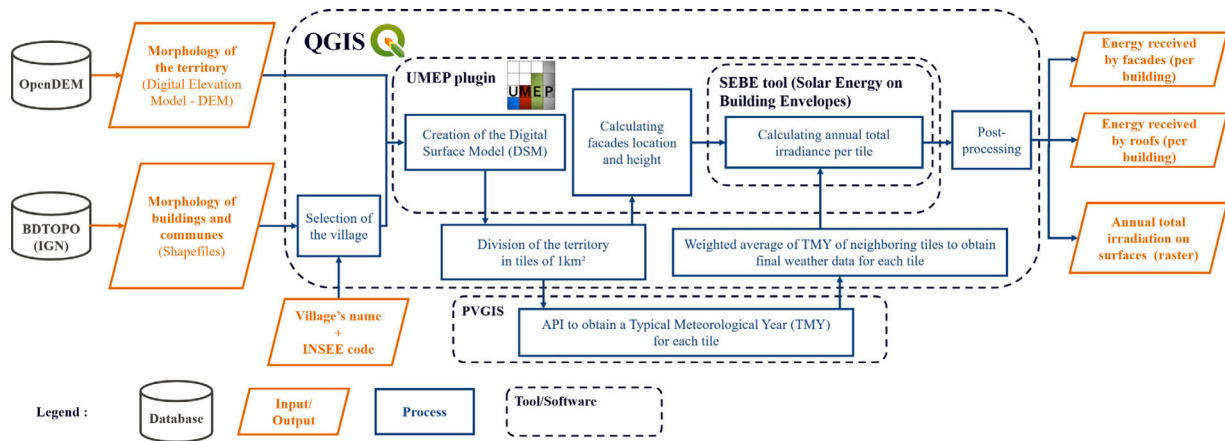 OpenDEM
Morphology of
the territory
(Digital Elevation
Model - DEM)
BDTOPO
(IGN)
Morphology of
buildings and
communes
(Shapefiles)
QGIS
Selection of
the village
Village's name
+
INSEE code
UMEP plugin
UMEP
Creation of the Digital
Surface Model (DSM)
Division of the territory
in tiles of 1km²
Calculating
facades location
and height
SEBE tool (Solar Energy on
Building Envelopes)
Calculating annual total
irradiance per tile
Weighted average of TMY of neighboring tiles to obtain
final weather data for each tile
PVGIS
API to obtain a Typical Meteorological Year (TMY)
for each tile
Post-
processing
Energy received
by facades (per
building)
Energy received
by roofs (per
building)
Annual total
irradiation on
surfaces (raster)
Legend :
Database
Input/
Output
Process
Tool/Software